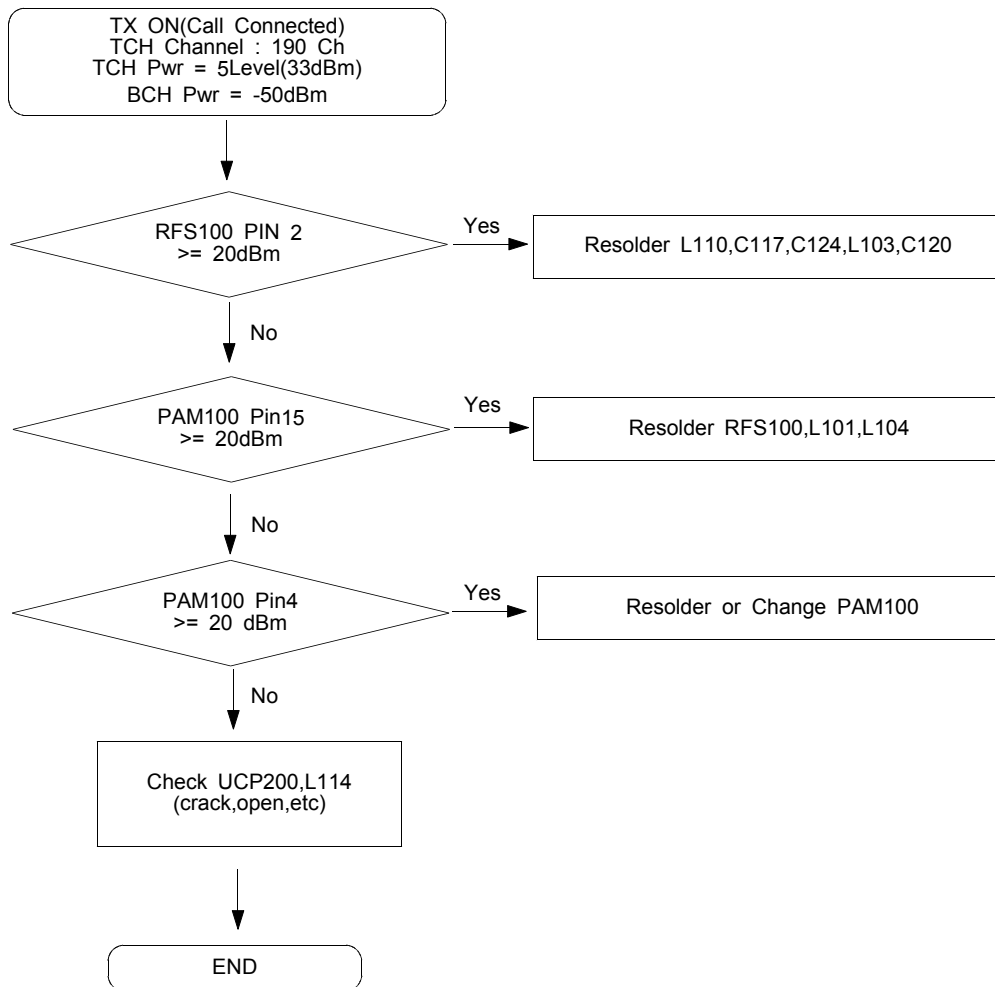 TX ON(Call Connected)
TCH Channel : 190 Ch
TCH Pwr = 5Level(33dBm)
BCH Pwr = -50dBm
RFS100 PIN 2
>= 20dBm
Yes
Resolder L110,C117,C124,L103,C120
No
PAM100 Pin15
>= 20dBm
Yes
Resolder RFS100,L101,L104
No
PAM100 Pin4
>= 20 dBm
Yes
Resolder or Change PAM100
No
Check UCP200,L114
(crack,open,etc)
END